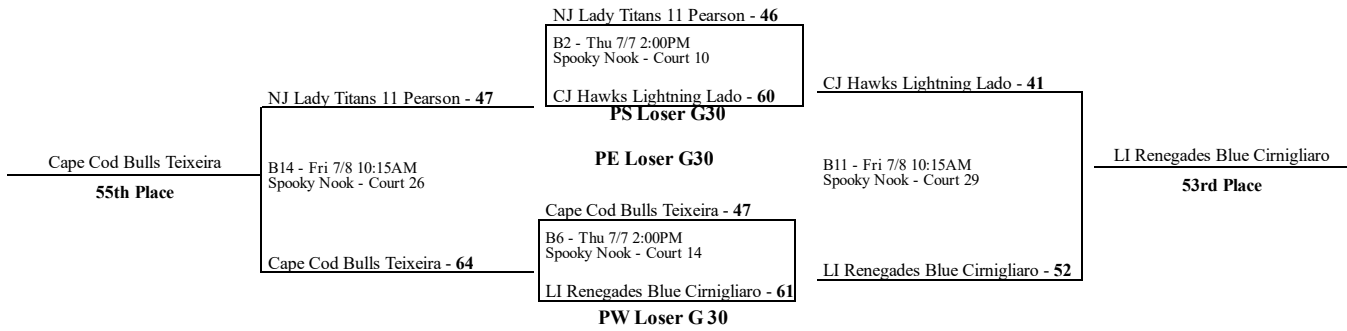 NJ Lady Titans 11 Pearson - 46
B2 - Thu 7/7 2:00PM
Spooky Nook - Court 10
CJ Hawks Lightning Lado - 60
PS Loser G30
PE Loser G30
NJ Lady Titans 11 Pearson - 47
CJ Hawks Lightning Lado - 41
Cape Cod Bulls Teixeira
55th Place
B14 - Fri 7/8 10:15AM
Spooky Nook - Court 26
B11 - Fri 7/8 10:15AM
Spooky Nook - Court 29
LI Renegades Blue Cirnigliaro
53rd Place
Cape Cod Bulls Teixeira - 47
B6 - Thu 7/7 2:00PM
Spooky Nook - Court 14
LI Renegades Blue Cirnigliaro - 61
PW Loser G 30
Cape Cod Bulls Teixeira - 64
LI Renegades Blue Cirnigliaro - 52